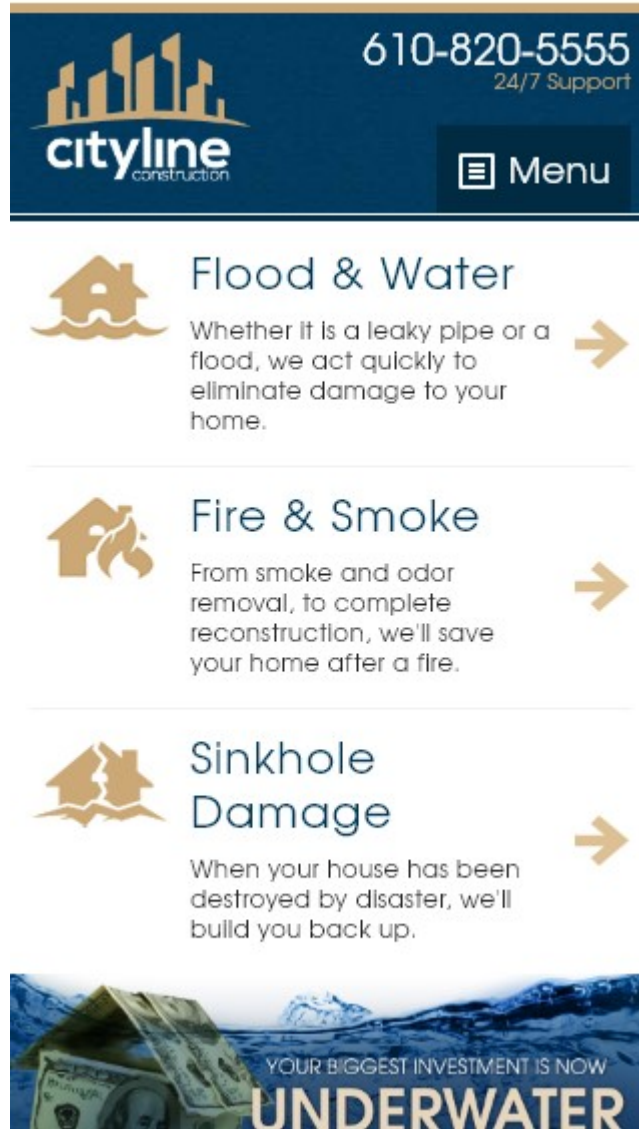 610-820-5555
24/7 Support
cityline
construction
Menu
Flood & Water
Whether it is a leaky pipe or a
flood, we act quickly to
eliminate damage to your
home.
Fire & Smoke
From smoke and odor
removal, to complete
reconstruction, we'll save
your home after a fire.
Sinkhole
Damage
When your house has been
destroyed by disaster, we'll
build you back up.
YOUR BIGGEST INVESTMENT IS NOW
UNDERWATER